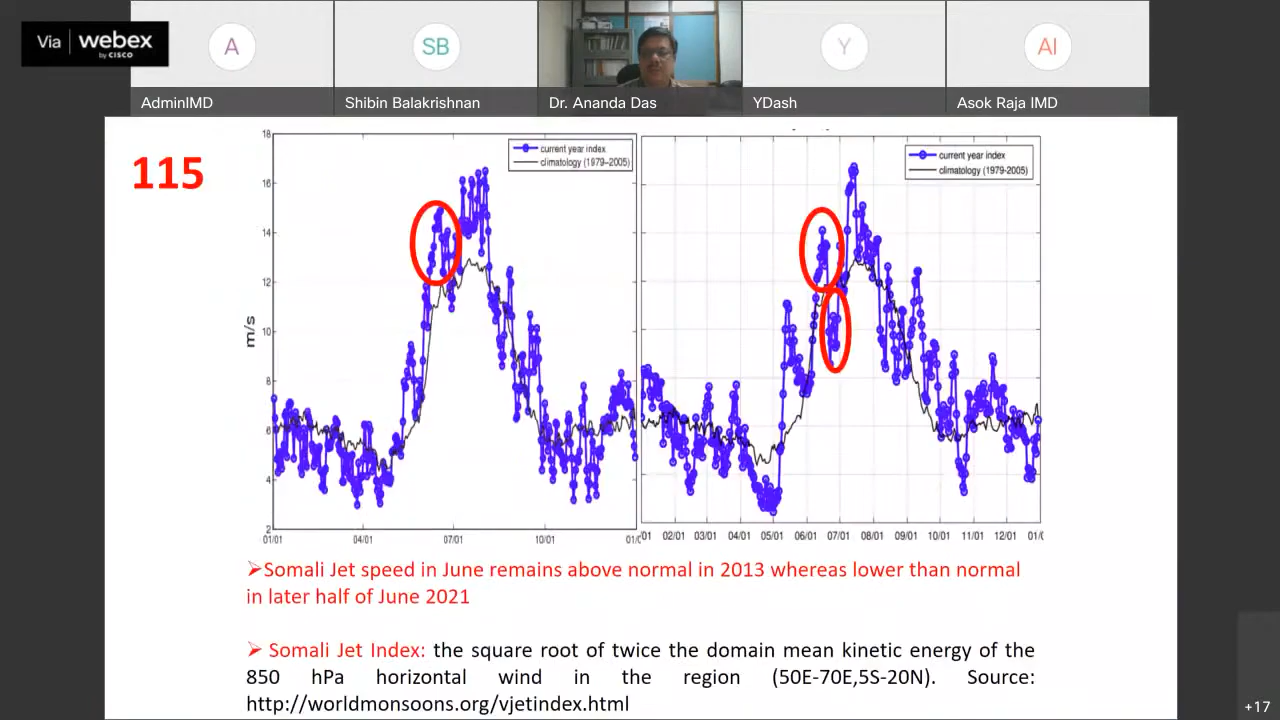 Via webex
by CISCO
A
SB
Y
AI
AdminIMD
Shibin Balakrishnan
Dr. Ananda Das
YDash
Asok Raja IMD
115
18
16
14
12
10
8
6
4
2
m/s
current year index
climatology (1979–2005)
01/01 04/01 07/01 10/01 01/0
current year index
climatology (1979-2005)
/01 02/01 03/01 04/01 05/01 06/01 07/01 08/01 09/01 10/01 11/01 12/01 01/0
➢Somali Jet speed in June remains above normal in 2013 whereas lower than normal
in later half of June 2021
➢ Somali Jet Index: the square root of twice the domain mean kinetic energy of the
850 hPa horizontal wind in the region (50E-70E,5S-20N). Source:
http://worldmonsoons.org/vjetindex.html
+17